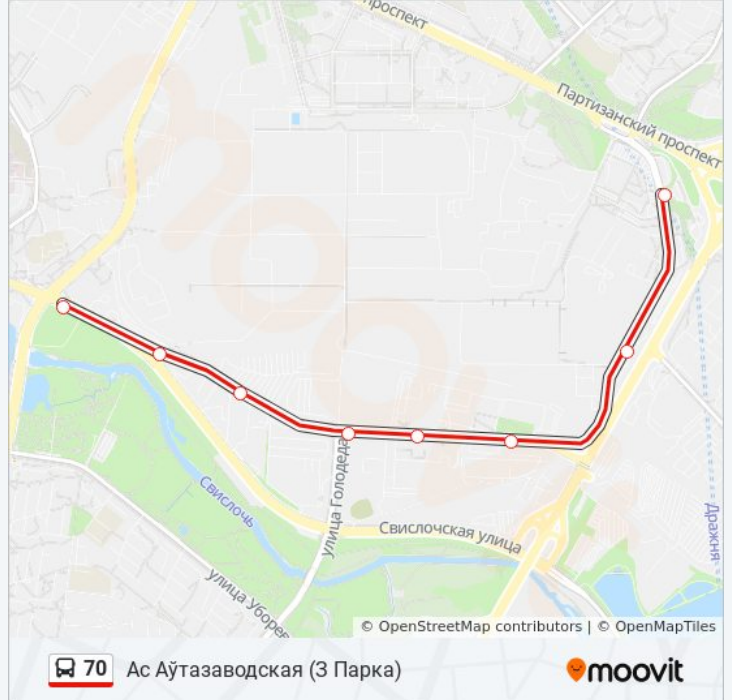 проспект
Партизанский проспект
улица Голодеда
Свислочь
Свислочская улица
Дражня
улица Уборев
© OpenStreetMap contributors | © OpenMapTiles
70 Ас Аўтазаводская (З Парка)
moovit